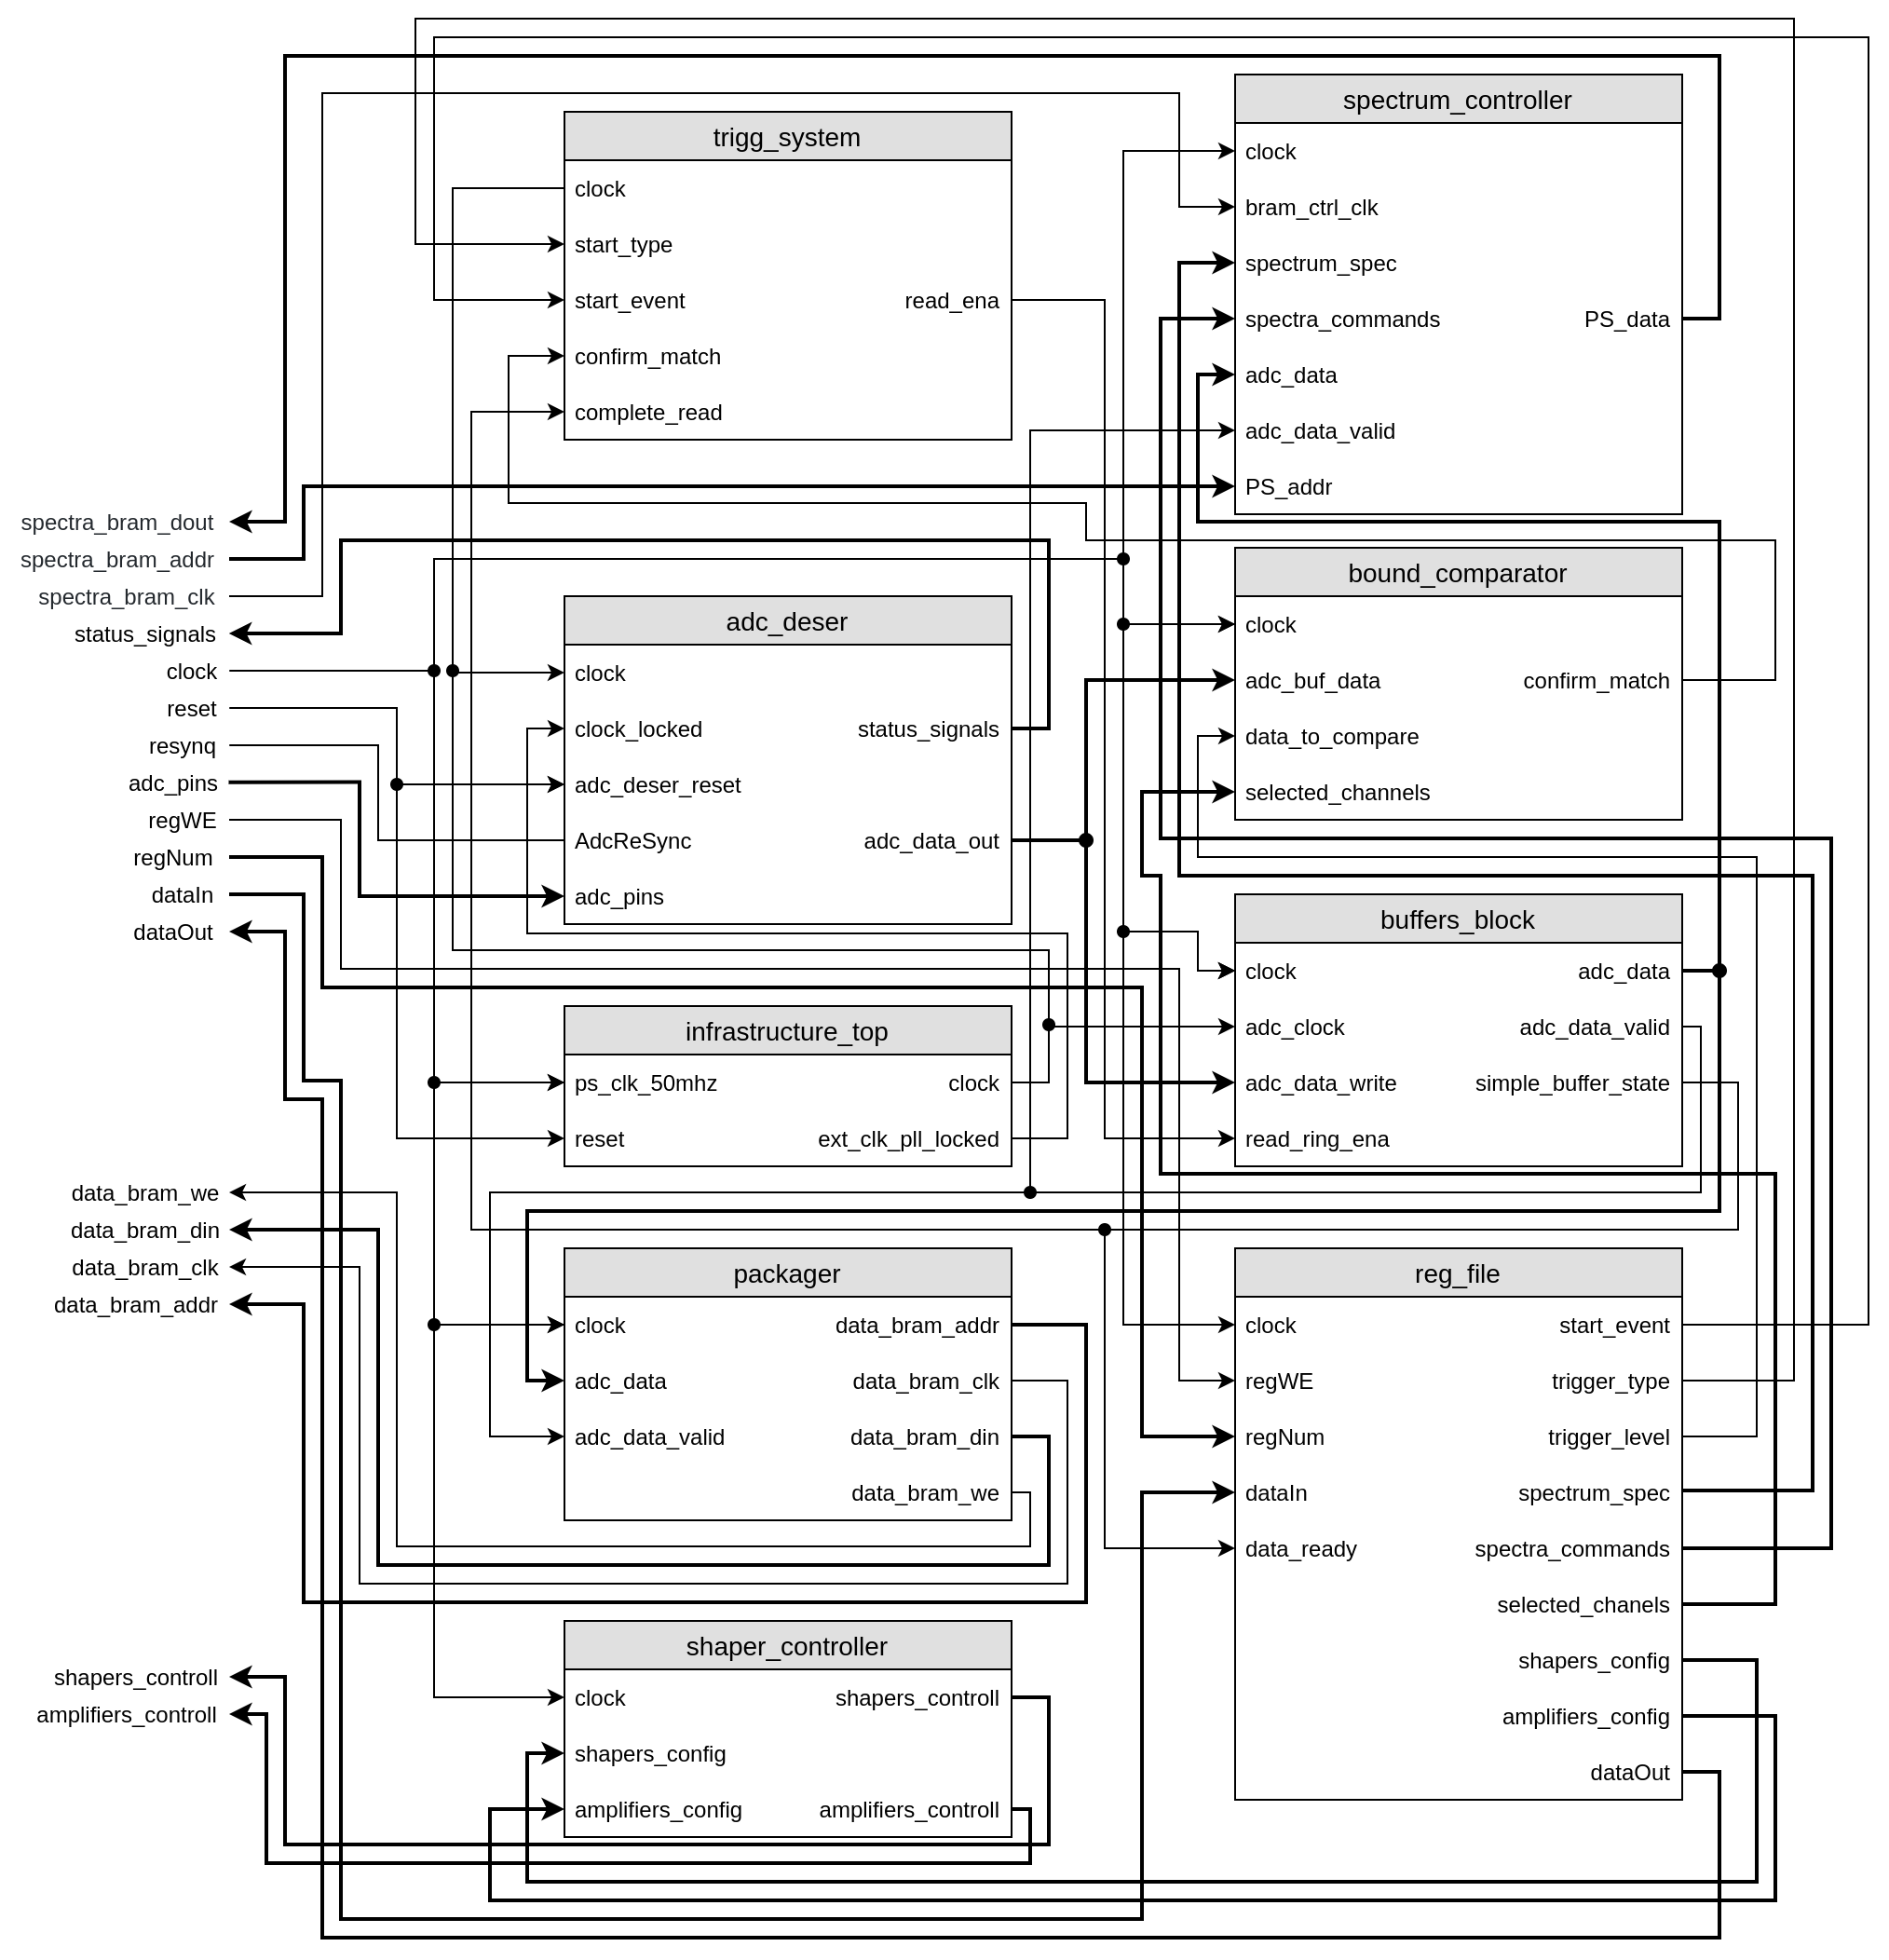 spectra_bram_dout
spectra_bram_addr
spectra_bram_clk
status_signals
clock
reset
resynq
adc_pins
regWE
regNum
dataIn
dataOut
data_bram_we
data_bram_din
data_bram_clk
data_bram_addr
shapers_controll
amplifiers_controll
trigg_system
clock
start_type
start_event read_ena
confirm_match
complete_read
adc_deser
clock
clock_locked status_signals
adc_deser_reset
AdcReSync adc_data_out
adc_pins
infrastructure_top
ps_clk_50mhz clock
reset ext_clk_pll_locked
packager
clock data_bram_addr
adc_data data_bram_clk
adc_data_valid data_bram_din
data_bram_we
shaper_controller
clock shapers_controll
shapers_config
amplifiers_config amplifiers_controll
spectrum_controller
clock
bram_ctrl_clk
spectrum_spec
spectra_commands PS_data
adc_data
adc_data_valid
PS_addr
bound_comparator
clock
adc_buf_data confirm_match
data_to_compare
selected_channels
buffers_block
clock adc_data
adc_clock adc_data_valid
adc_data_write simple_buffer_state
read_ring_ena
reg_file
clock start_event
regWE trigger_type
regNum trigger_level
dataIn spectrum_spec
data_ready spectra_commands
selected_chanels
shapers_config
amplifiers_config
dataOut